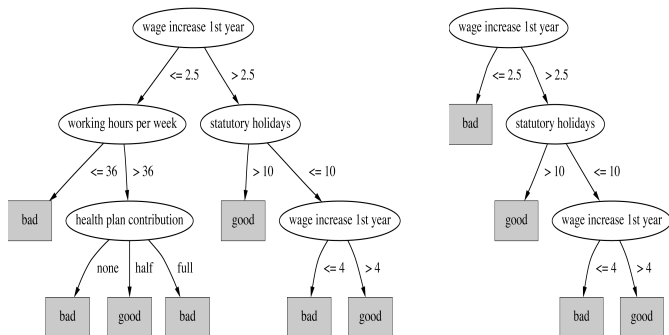 wage increase 1st year
<= 2.5
> 2.5
working hours per week
statutory holidays
<= 36
> 36
> 10
<= 10
bad
health plan contribution
good
wage increase 1st year
none
half
full
<= 4
> 4
bad
good
bad
bad
good
wage increase 1st year
<= 2.5
> 2.5
bad
statutory holidays
> 10
<= 10
good
wage increase 1st year
<= 4
> 4
bad
good